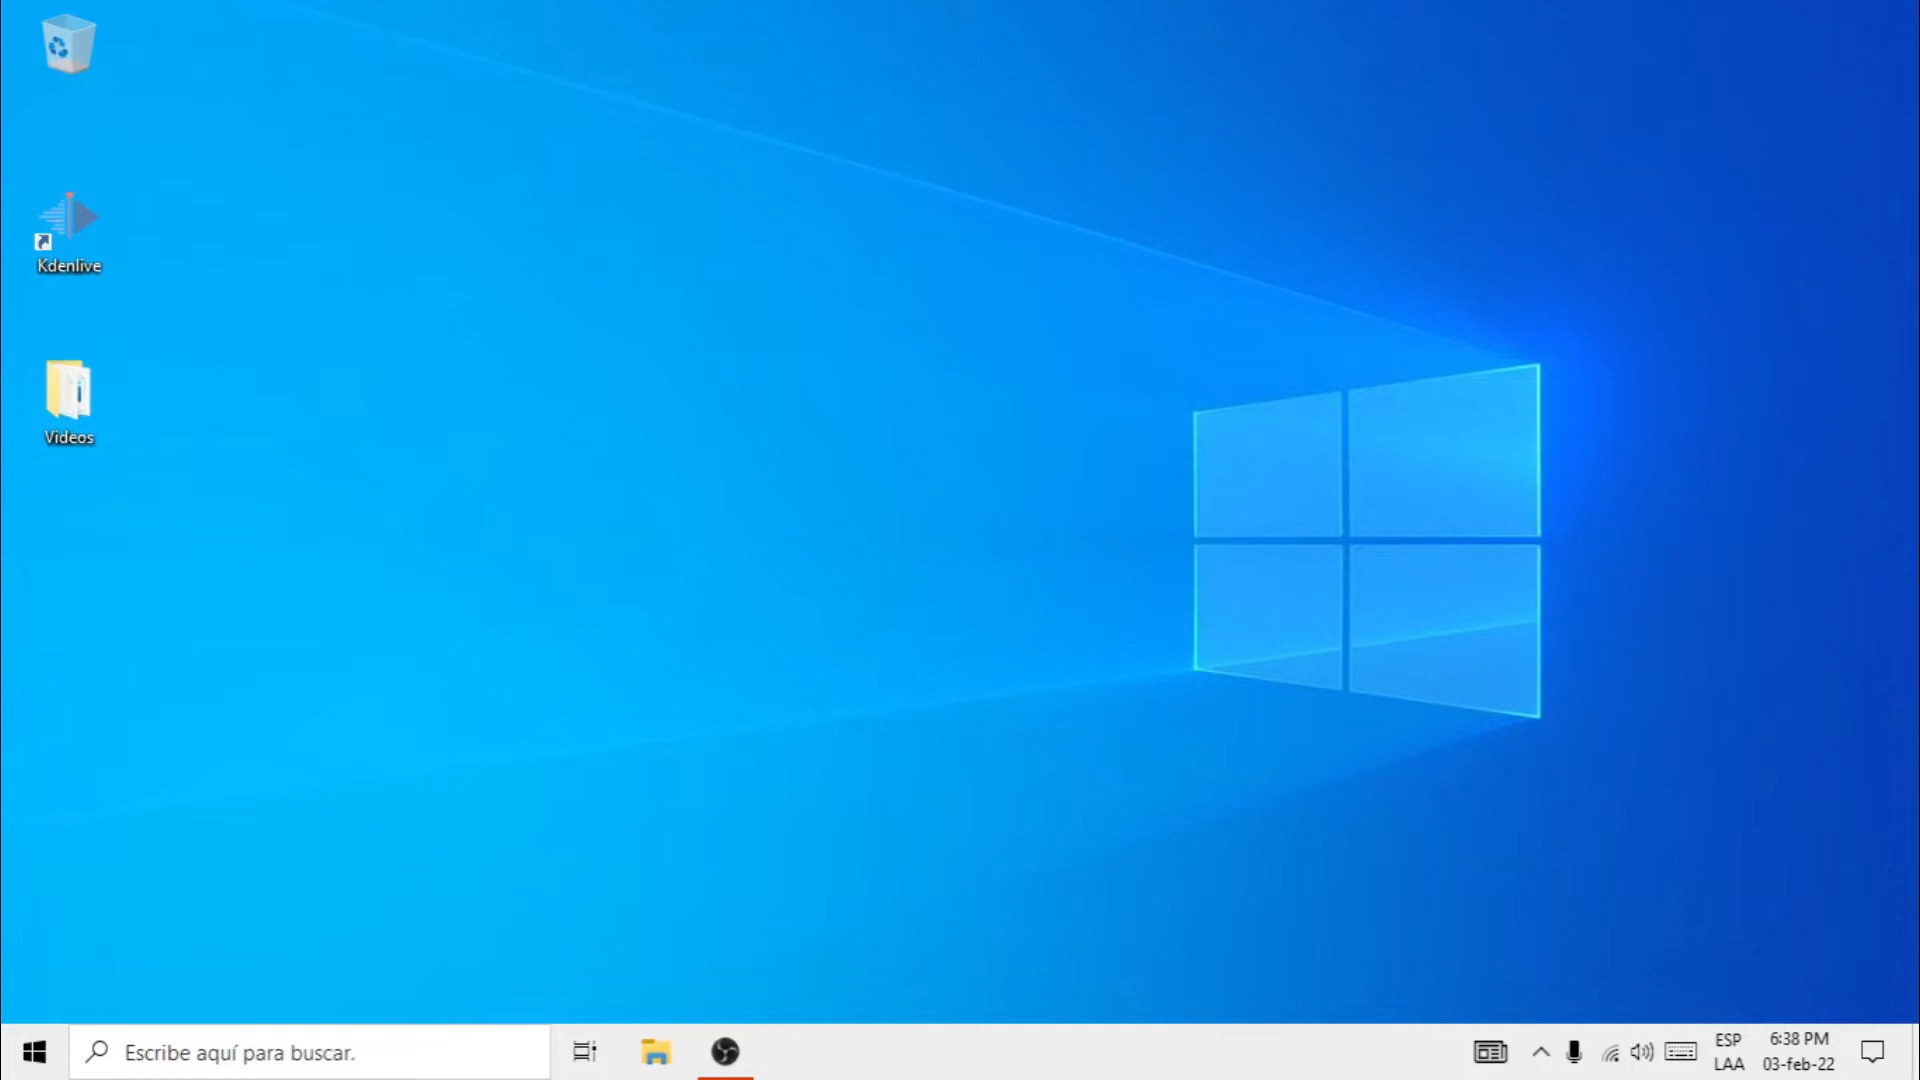 Kdenlive
Videos
Escribe aquí para buscar.
ESP
LAA
6:38 PM
03-feb-22